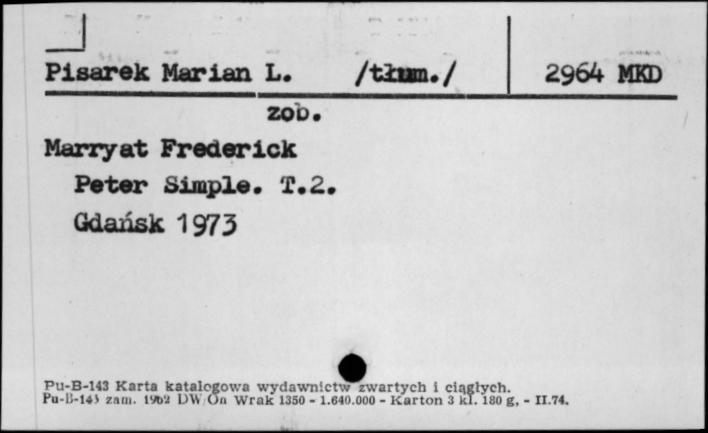 Pisarek Marian L. /tłum./ 2964 MKD
zob.
Marryat Frederick
Peter Simple. T.2.
Gdańsk 1973
Pu-B-143 Karta katalogowa wydawnictw zwartych i ciągłych.
Pu-B-143 zam. 1962 DW/On Wrak 1350 - 1.640.000 - Karton 3 kl. 180 g, - II.74.